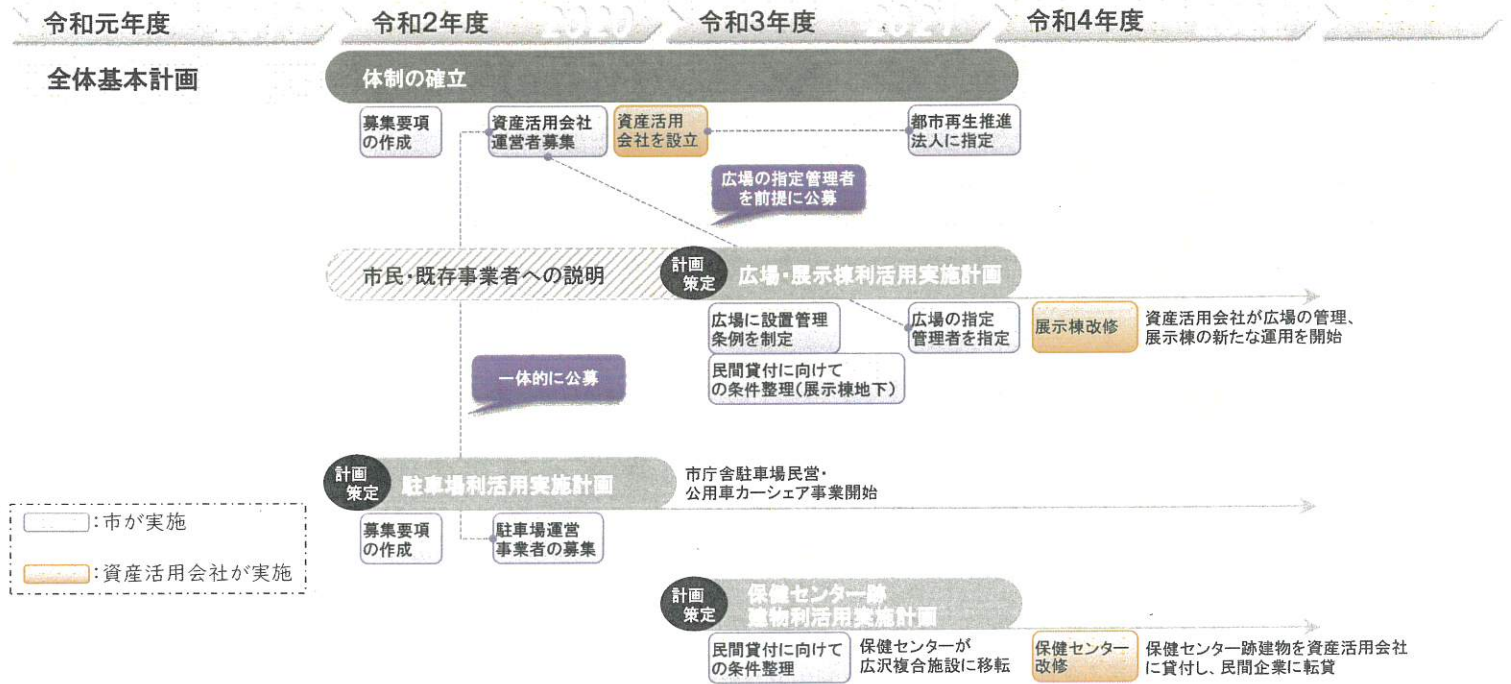 令和元年度
令和2年度
2020
令和3年度
2021
令和4年度
全体基本計画
体制の確立
募集要項
の作成
資産活用会社
運営者募集
資産活用
会社を設立
都市再生推進
法人に指定
広場の指定管理者
を前提に公募
市民・既存事業者への説明
計画
策定
広場・展示棟利活用実施計画
広場に設置管理
条例を制定
広場の指定
管理者を指定
展示棟改修
資産活用会社が広場の管理、
展示棟の新たな運用を開始
民間貸付に向けて
の条件整理(展示棟地下)
一体的に公募
計画
策定
駐車場利活用実施計画
市庁舎駐車場民営・
公用車カーシェア事業開始
募集要項
の作成
駐車場運営
事業者の募集
:市が実施
:資産活用会社が実施
計画
策定
保健センター跡
建物利活用実施計画
民間貸付に向けて
の条件整理
保健センターが
広沢複合施設に移転
保健センター
改修
保健センター跡建物を資産活用会社
に貸付し、民間企業に転貸